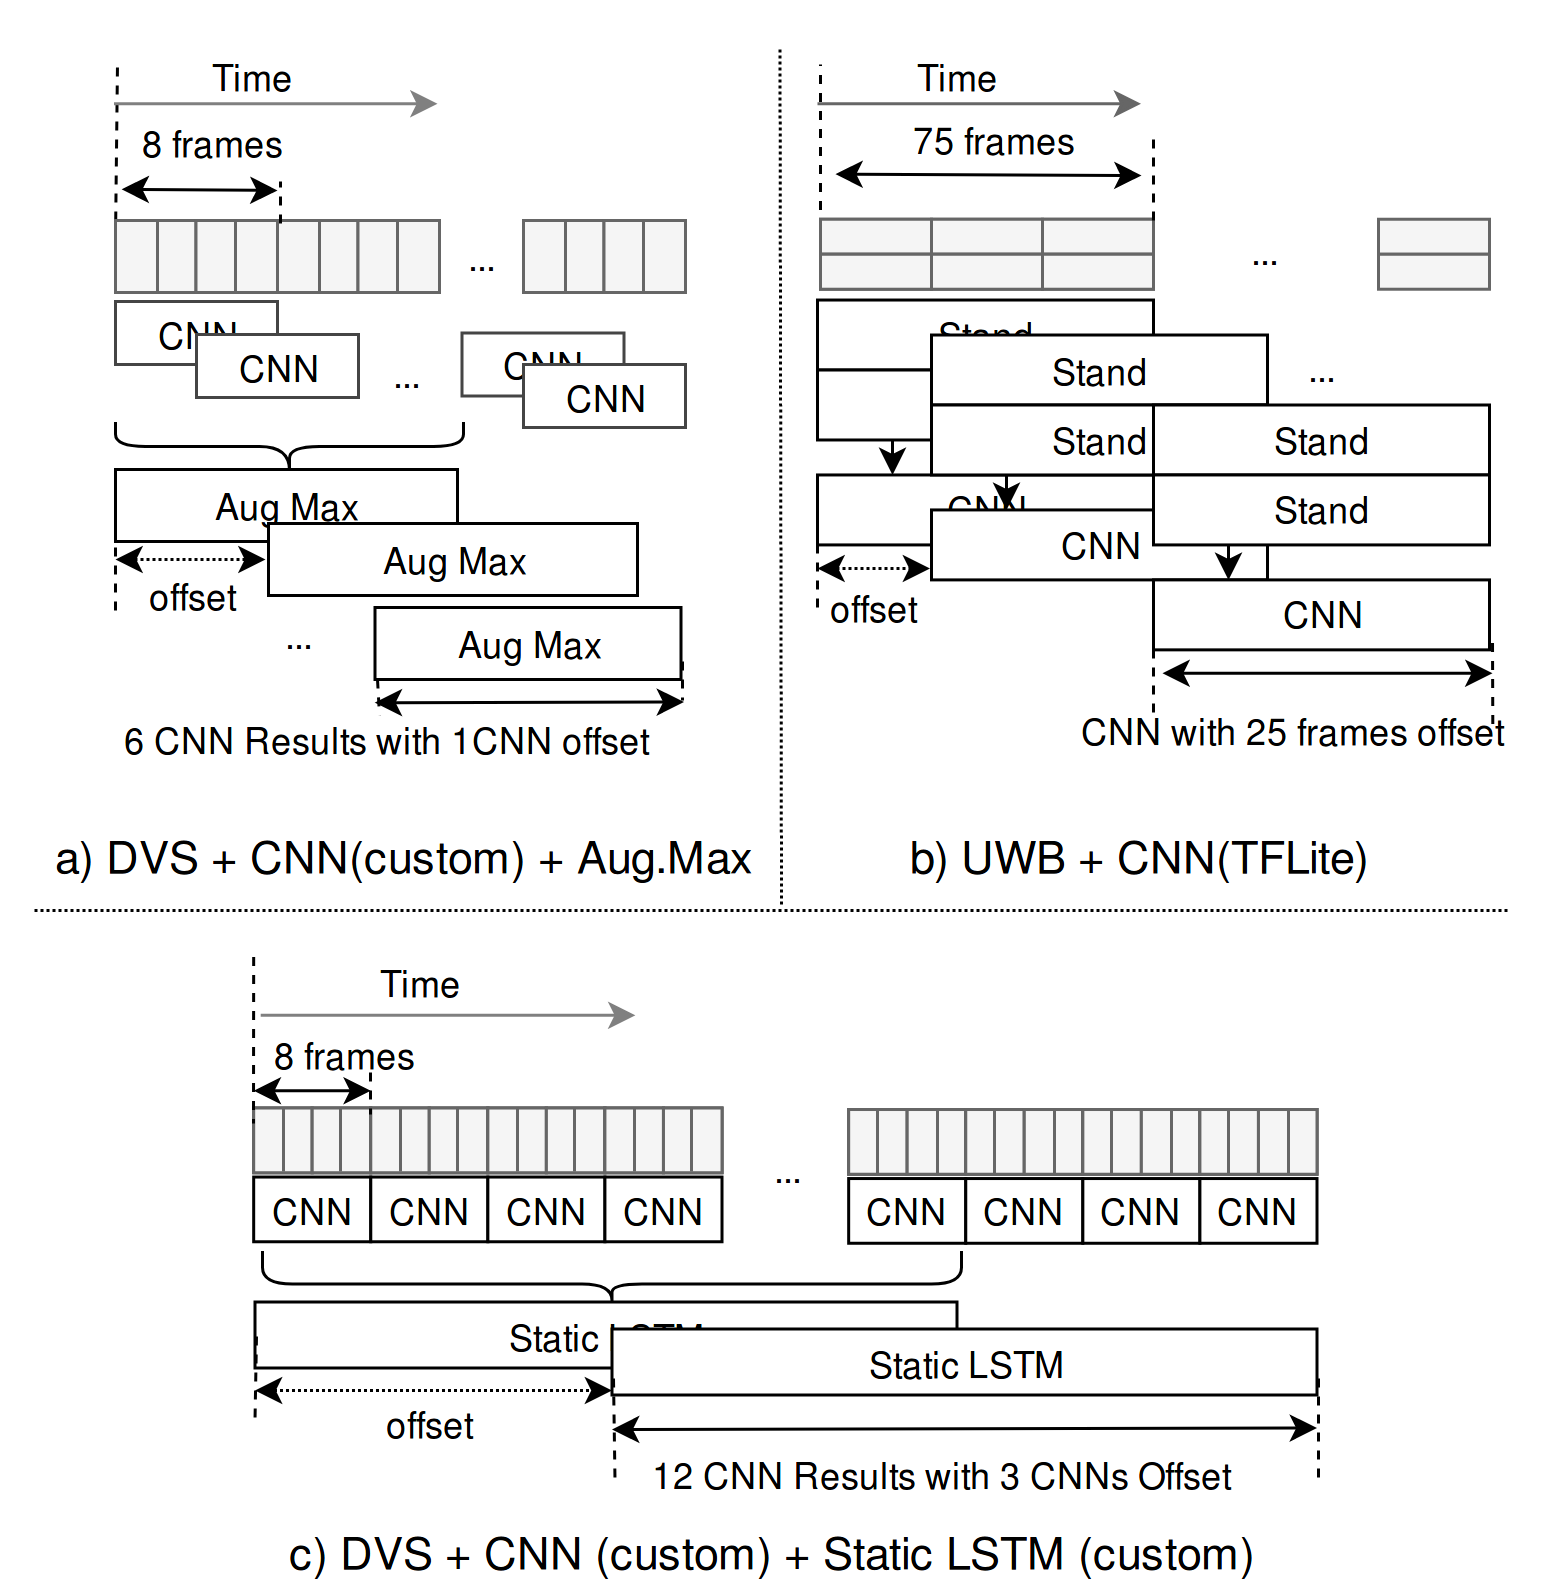 Time
8 frames
...
CNN
CNN
...
CNN
CNN
Aug Max
Aug Max
offset
...
Aug Max
6 CNN Results with 1CNN offset
a) DVS + CNN(custom) + Aug.Max
Time
75 frames
...
Stand
Stand
...
Stand
Stand
Stand
CNN
CNN
offset
CNN
CNN with 25 frames offset
b) UWB + CNN(TFLite)
Time
8 frames
...
CNN CNN CNN CNN
CNN CNN CNN CNN
Static LSTM
Static LSTM
offset
12 CNN Results with 3 CNNs Offset
c) DVS + CNN (custom) + Static LSTM (custom)